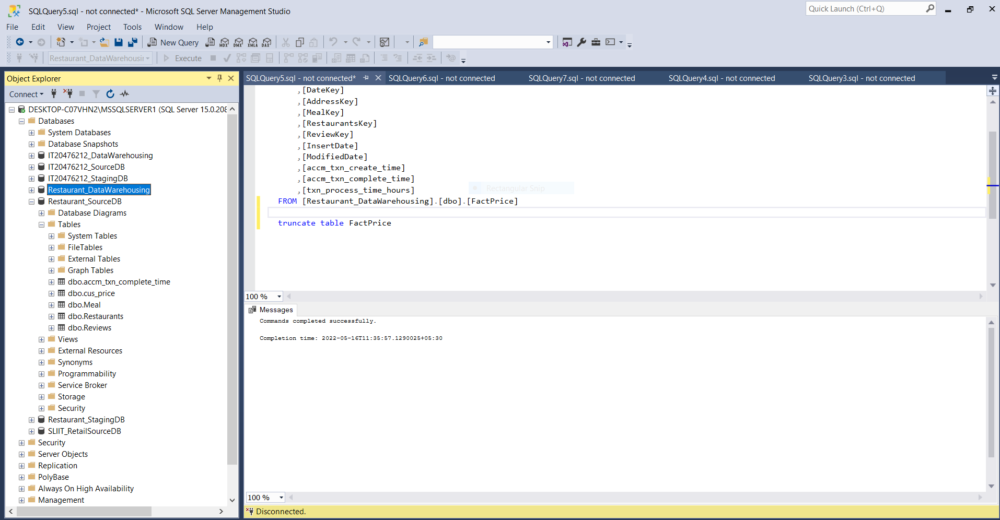 SQLQuery5.sql - not connected* - Microsoft SQL Server Management Studio
Quick Launch (Ctrl+Q)
File Edit View Project Tools Window Help
New Query MDX DMX XMLA DAX
Restaurant_DataWarehousir Execute
Object Explorer
Connect
DESKTOP-C07VHN2\MSSQLSERVER1 (SQL Server 15.0.208
Databases
System Databases
Database Snapshots
IT20476212_DataWarehousing
IT20476212_SourceDB
IT20476212_StagingDB
Restaurant_DataWarehousing
Restaurant_SourceDB
Database Diagrams
Tables
System Tables
FileTables
External Tables
Graph Tables
dbo.accm_txn_complete_time
dbo.cus_price
dbo.Meal
dbo.Restaurants
dbo.Reviews
Views
External Resources
Synonyms
Programmability
Service Broker
Storage
Security
Restaurant_StagingDB
SLIIT_RetailSourceDB
Security
Server Objects
Replication
PolyBase
Always On High Availability
Management
SQLQuery5.sql - not connected* SQLQuery6.sql - not connected SQLQuery7.sql - not connected SQLQuery4.sql - not connected SQLQuery3.sql - not connected
,[DateKey]
,[AddressKey]
,[MealKey]
,[RestaurantsKey]
,[ReviewKey]
,[InsertDate]
,[ModifiedDate]
,[accm_txn_create_time]
,[accm_txn_complete_time]
,[txn_process_time_hours]
Rectangular Snip
FROM [Restaurant_DataWarehousing].[dbo].[FactPrice]
truncate table FactPrice
100 %
Messages
Commands completed successfully.
Completion time: 2022-05-16T11:35:57.1290025+05:30
100 %
Disconnected.